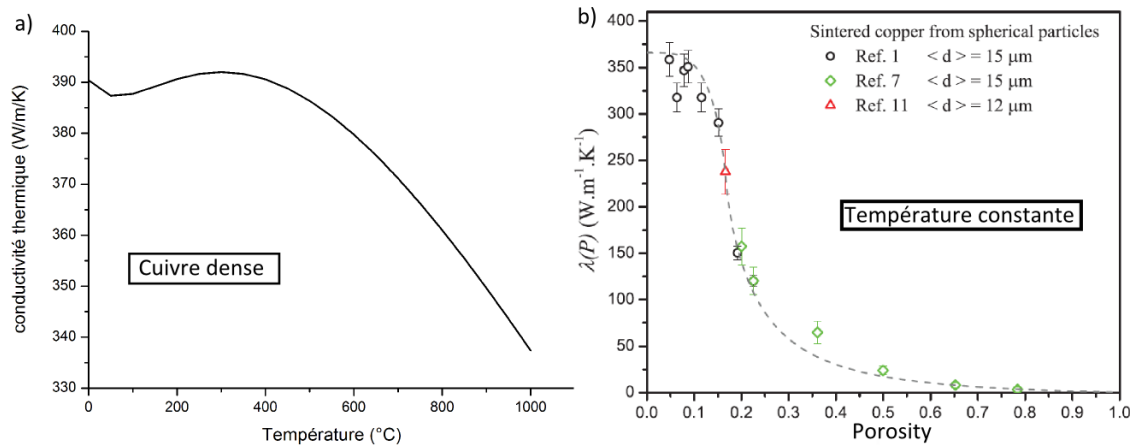 a)
400
390
380
370
360
350
340
330
conductivité thermique (W/m/K)
Cuivre dense
0
200
400
600
800
1000
Température (°C)
b)
400
350
300
250
200
150
100
50
0
λ(P) (W.m⁻¹.K⁻¹)
Sintered copper from spherical particles
Ref. 1 < d > = 15 μm
Ref. 7 < d > = 15 μm
Ref. 11 < d > = 12 μm
Température constante
0.0 0.1 0.2 0.3 0.4 0.5 0.6 0.7 0.8 0.9 1.0
Porosity